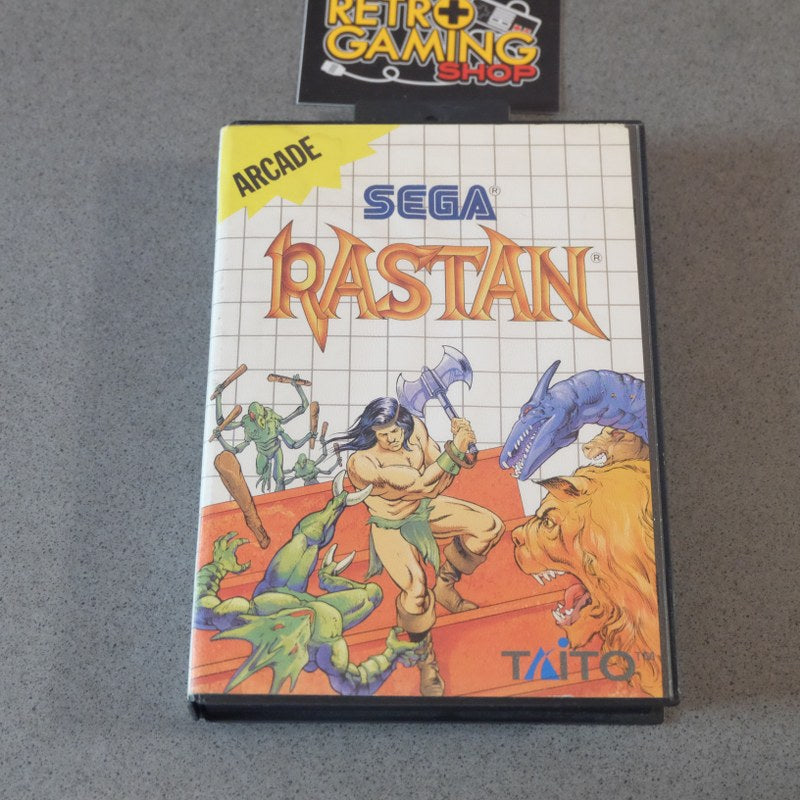 RETRO
GAMING
SHOP
ARCADE
SEGA®
RASTAN®
TAITO™